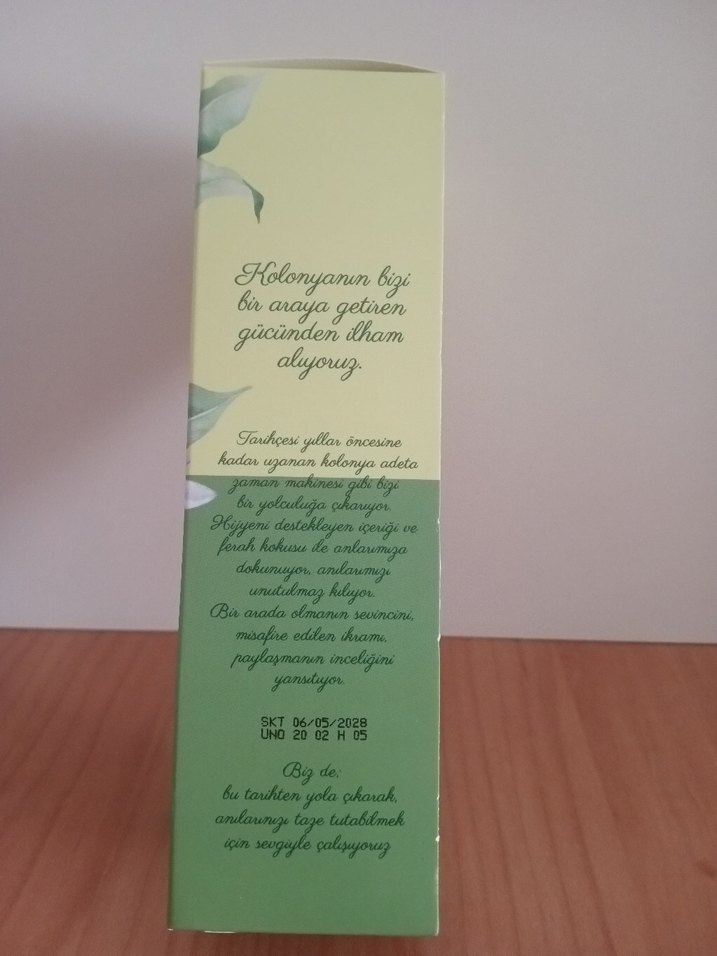 Kolonyanın bizi
bir araya getiren
gücünden ilham
alıyoruz.
Tarihçesi yıllar öncesine
kadar uzanan kolonya adeta
zaman makinesi gibi bizi
bir yolculuğa çıkarıyor.
Hijyeni destekleyen içeriği ve
ferah kokusu ile anlarımıza
dokunuyor, anılarımızı
unutulmaz kılıyor.
Bir arada olmanın sevincini,
misafire edilen ikramı,
paylaşmanın inceliğini
yansıtıyor.
SKT 06/05/2028
UNO 20 02 H 05
Biz de;
bu tarihten yola çıkarak,
anılarınızı taze tutabilmek
için sevgiyle çalışıyoruz